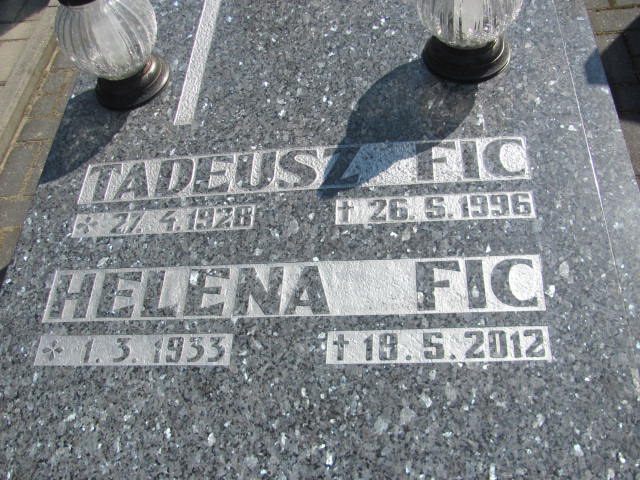 TADEUSZ FIC
* 27.4.1928 † 26.5.1996
HELENA FIC
* 1.3.1933 † 18.5.2012